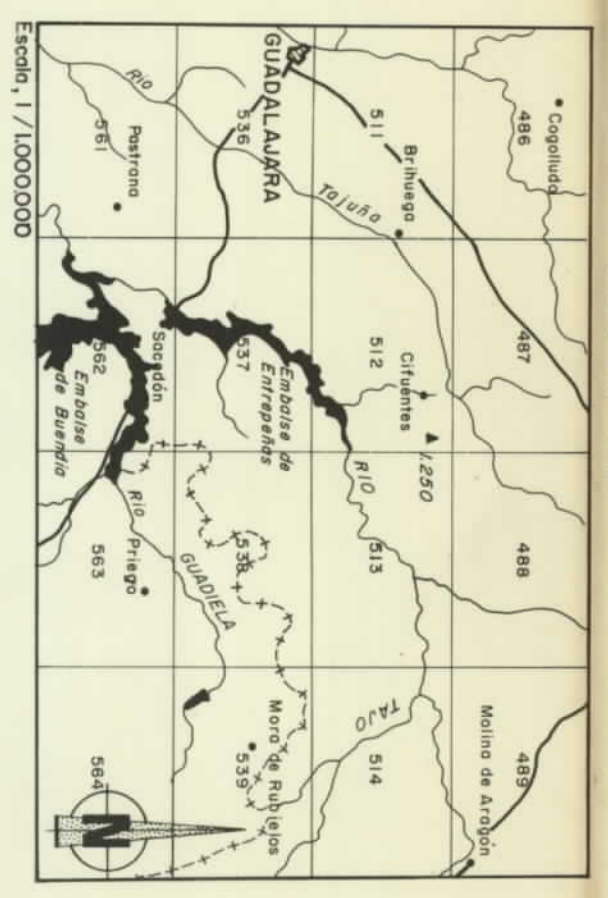 Cogolludo
486
487
488
489
Molina de Aragón
1.250
Brihuega
Cifuentes
511
512
513
514
TAJO
RIO
Tajuña
Embalse de
Entrepeñas
GUADALAJARA
Mora de Rubielos
536
537
538
539
GUADIELA
Sacedón
Río
Pastrana
RIO
Priego
561
562
563
564
Embalse
de Buendía
N
Escala, 1 / 1.000.000